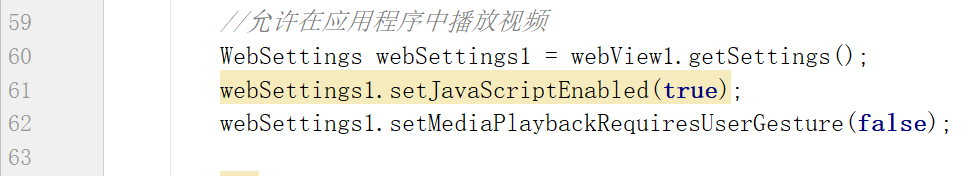 59 //允许在应用程序中播放视频
60 WebSettings webSettings1 = webView1.getSettings();
61 webSettings1.setJavaScriptEnabled(true);
62 webSettings1.setMediaPlaybackRequiresUserGesture(false);
63